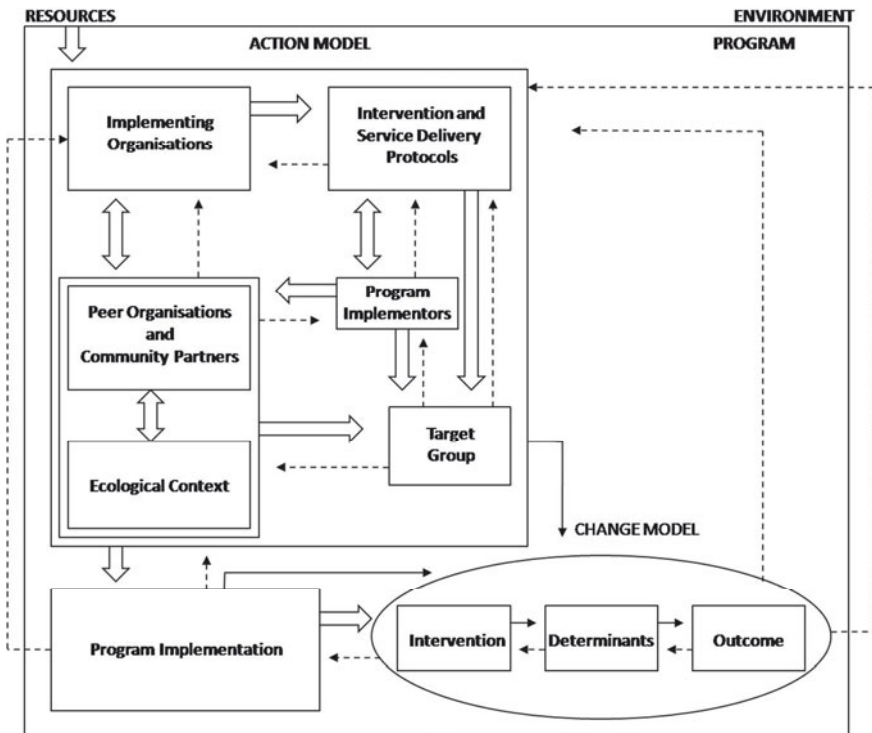 RESOURCES
ENVIRONMENT
ACTION MODEL
PROGRAM
Implementing
Organisations
Intervention and
Service Delivery
Protocols
Peer Organisations
and
Community Partners
Program
Implementors
Target
Group
Ecological Context
CHANGE MODEL
Program Implementation
Intervention
Determinants
Outcome